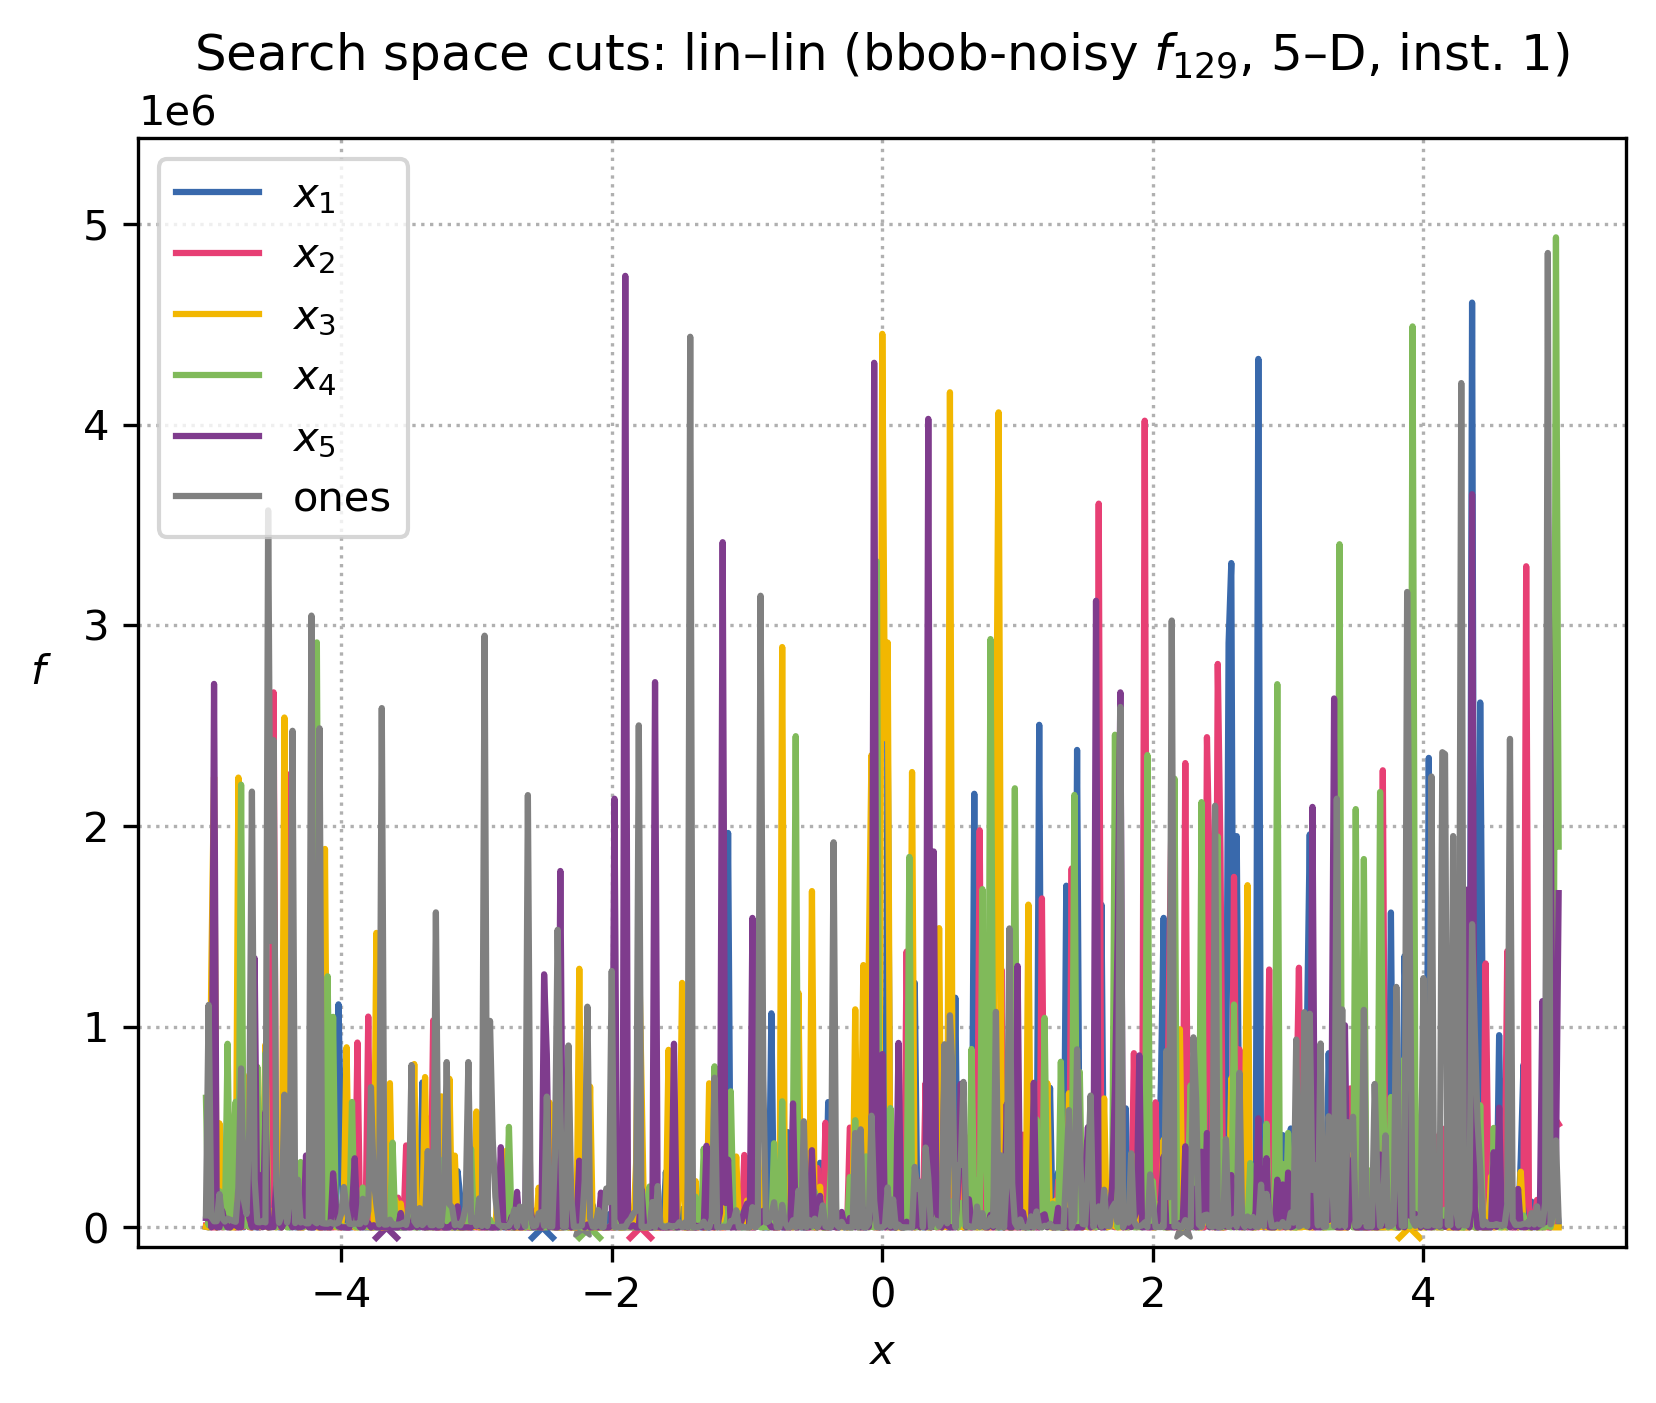 Search space cuts: lin–lin (bbob-noisy f₁₂₉, 5–D, inst. 1)
1e6
x₁
x₂
x₃
x₄
x₅
ones
5
4
3
2
1
0
f
−4 −2 0 2 4
x